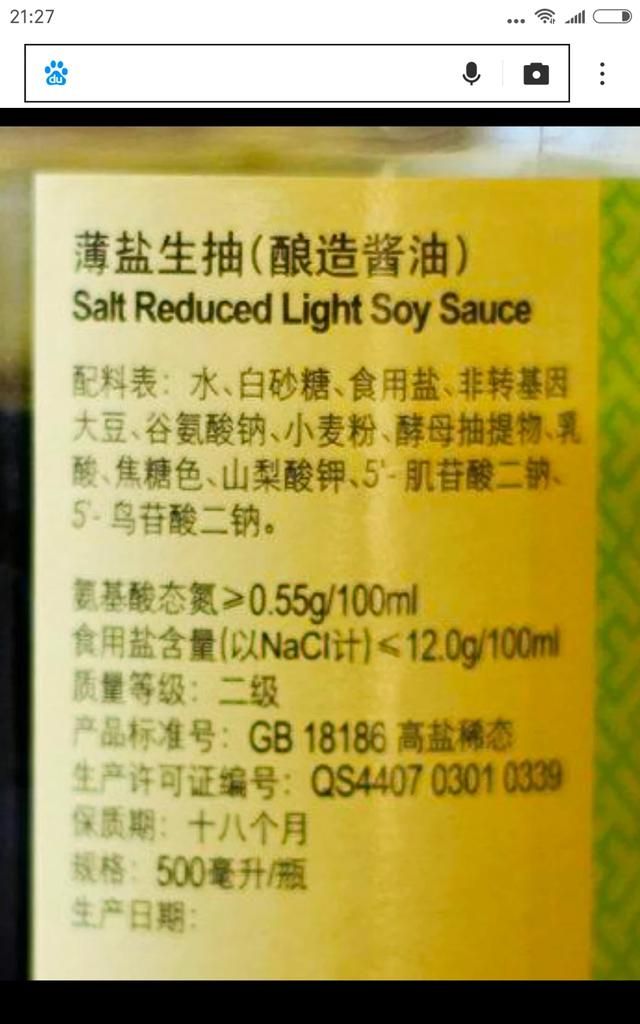 21:27
du
薄盐生抽(酿造酱油)
Salt Reduced Light Soy Sauce
配料表: 水、白砂糖、食用盐、非转基因
大豆、谷氨酸钠、小麦粉、酵母抽提物、乳
酸、焦糖色、山梨酸钾、5'-肌苷酸二钠、
5'-鸟苷酸二钠。
氨基酸态氮≥0.55g/100ml
食用盐含量(以NaCl计)≤12.0g/100ml
质量等级: 二级
产品标准号: GB 18186 高盐稀态
生产许可证编号: QS4407 0301 0339
保质期: 十八个月
规格: 500毫升/瓶
生产日期: